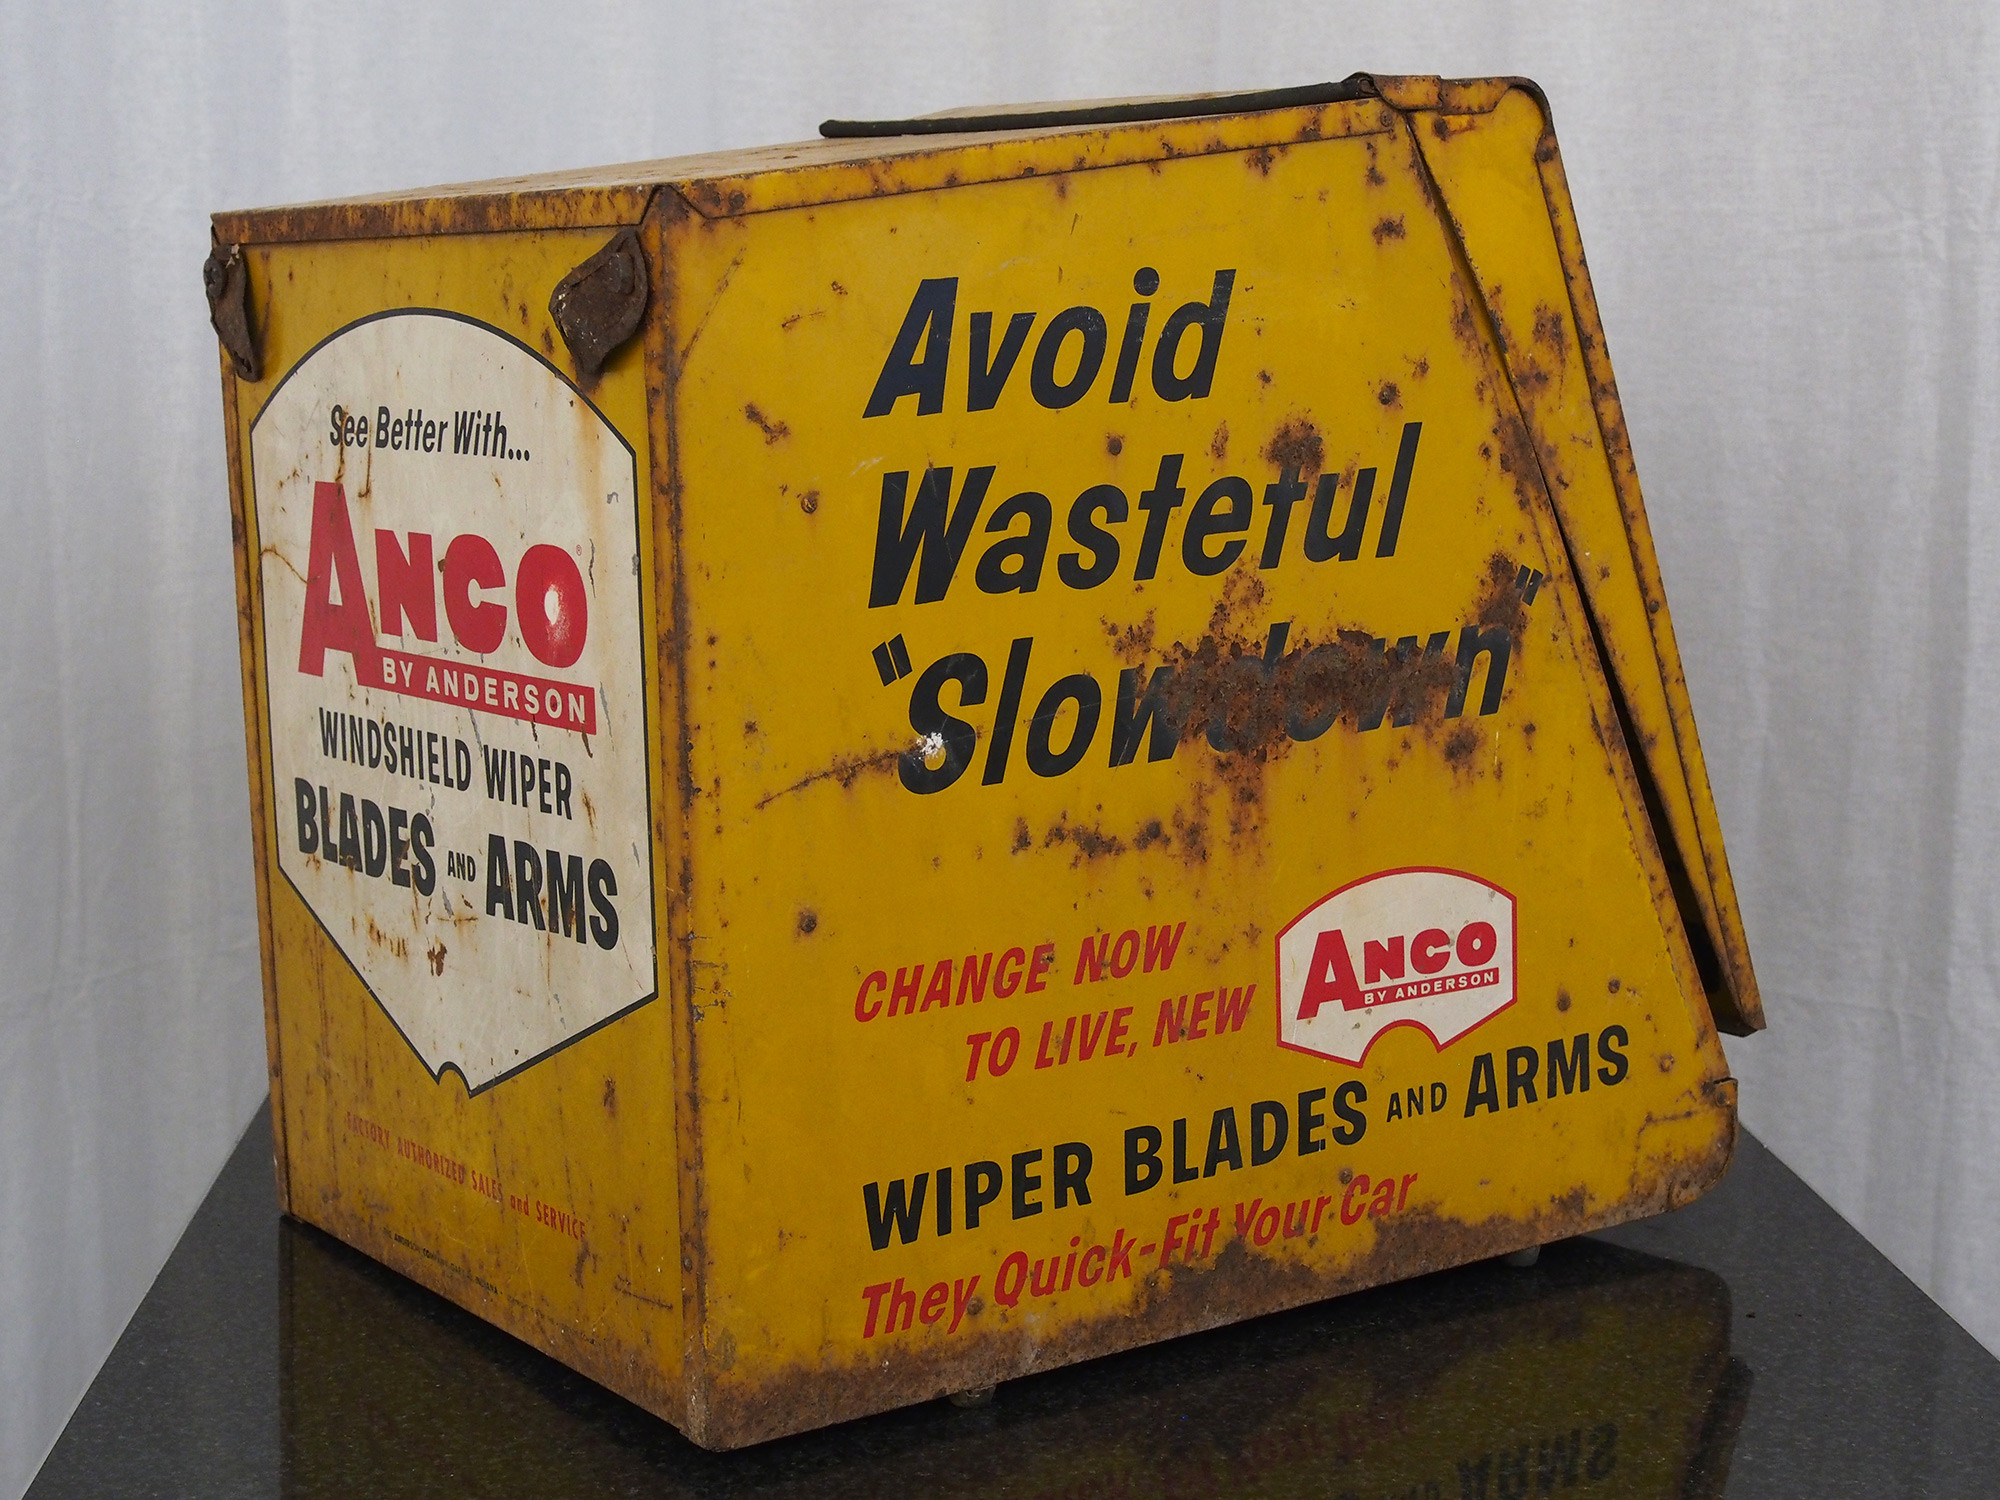 See Better With...
ANCO®
BY ANDERSON
WINDSHIELD WIPER
BLADES AND ARMS
FACTORY AUTHORIZED SALES and SERVICE
Avoid
Wasteful
"Slowdown"
CHANGE NOW
TO LIVE, NEW
ANCO
BY ANDERSON
WIPER BLADES AND ARMS
They Quick-Fit Your Car